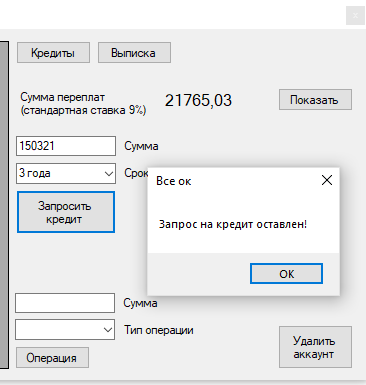 Кредиты Выписка
Сумма переплат
(стандартная ставка 9%) 21765,03 Показать
150321 Сумма
3 года Срок
Запросить
кредит
Все ок
Запрос на кредит оставлен!
OK
Сумма
Тип операции
Операция
Удалить
аккаунт